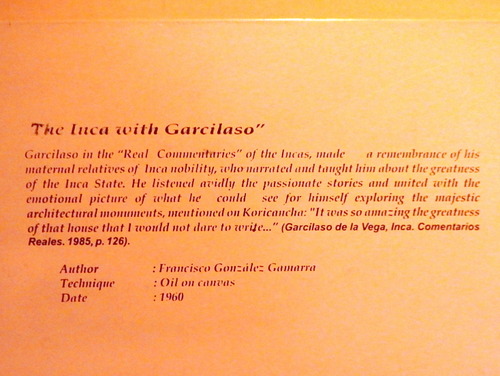 The Inca with Garcilaso”
Garcilaso in the “Real Commentaries” of the Incas, made a remembrance of his
maternal relatives of Inca nobility, who narrated and taught him about the greatness
of the Inca State. He listened avidly the passionate stories and united with the
emotional picture of what he could see for himself exploring the majestic
architectural monuments, mentioned on Koricancha: "It was so amazing the greatness
of that house that I would not dare to write..." (Garcilaso de la Vega, Inca. Comentarios
Reales. 1985, p. 126).
Author : Francisco González Gamarra
Technique : Oil on canvas
Date : 1960